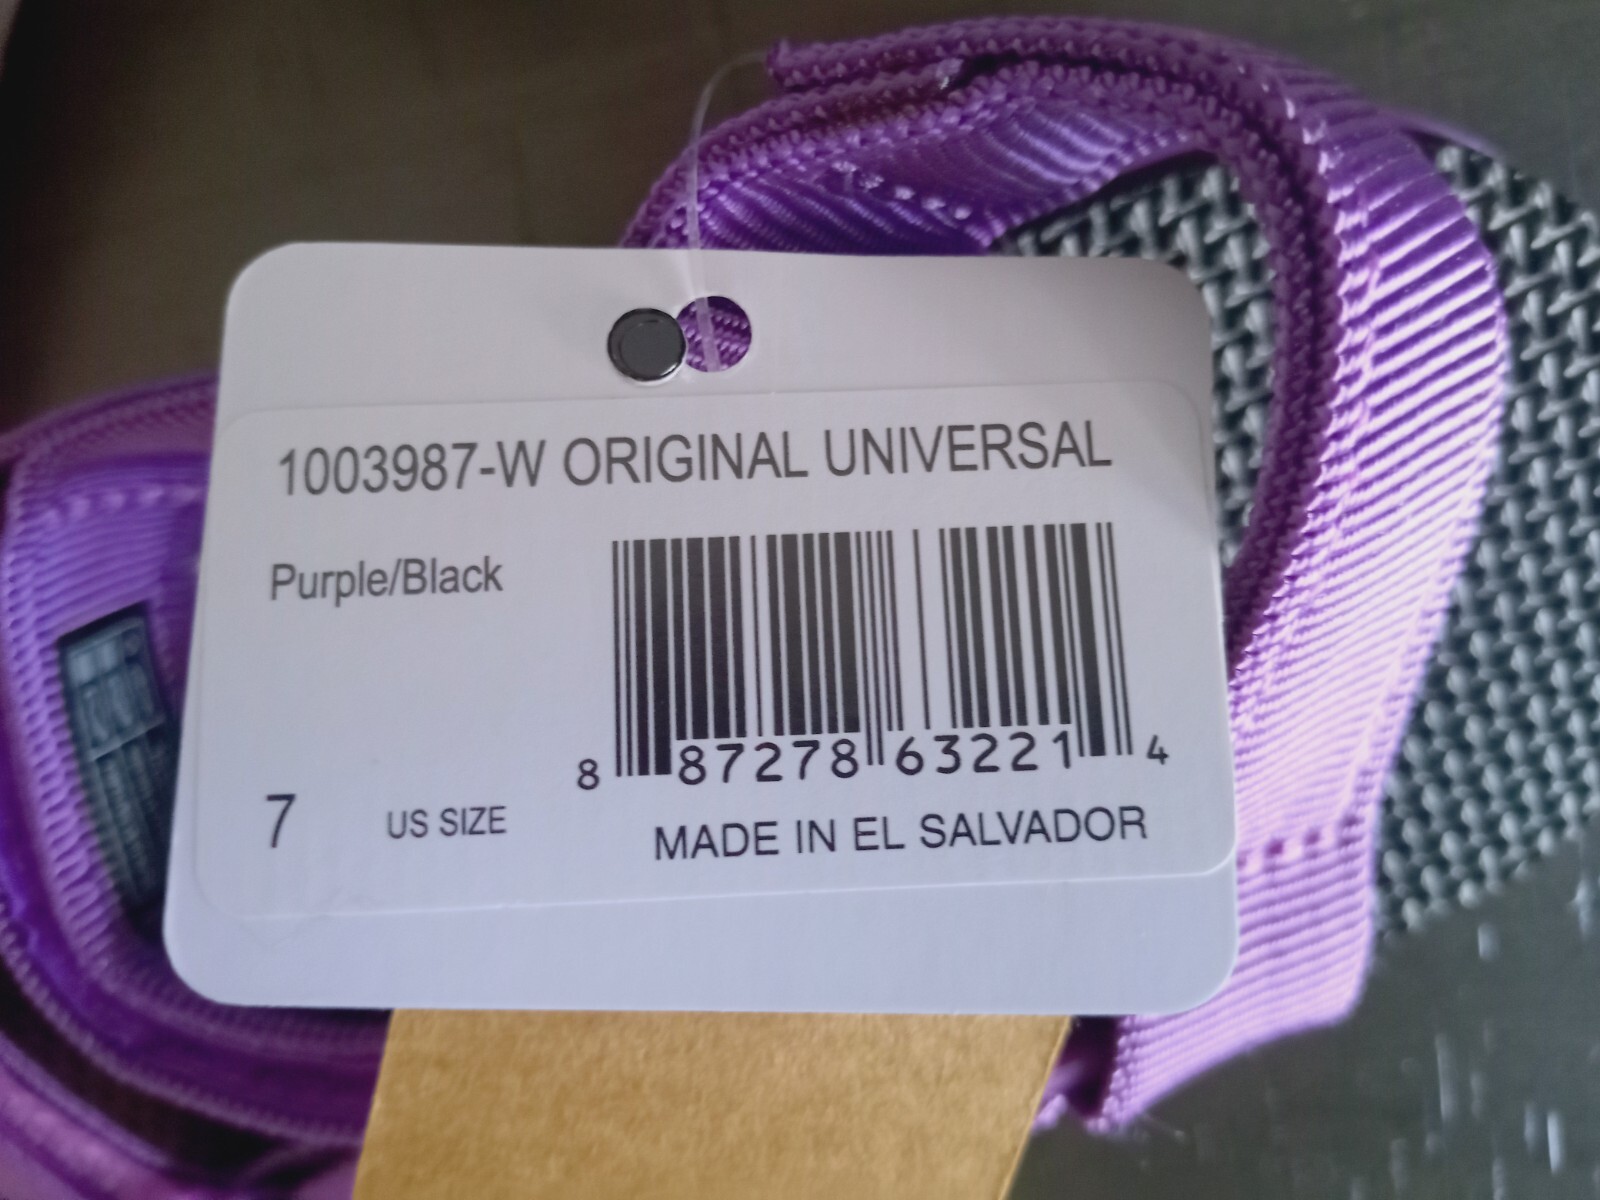 1003987-W ORIGINAL UNIVERSAL
Purple/Black
8 87278 63221 4
7 US SIZE
MADE IN EL SALVADOR